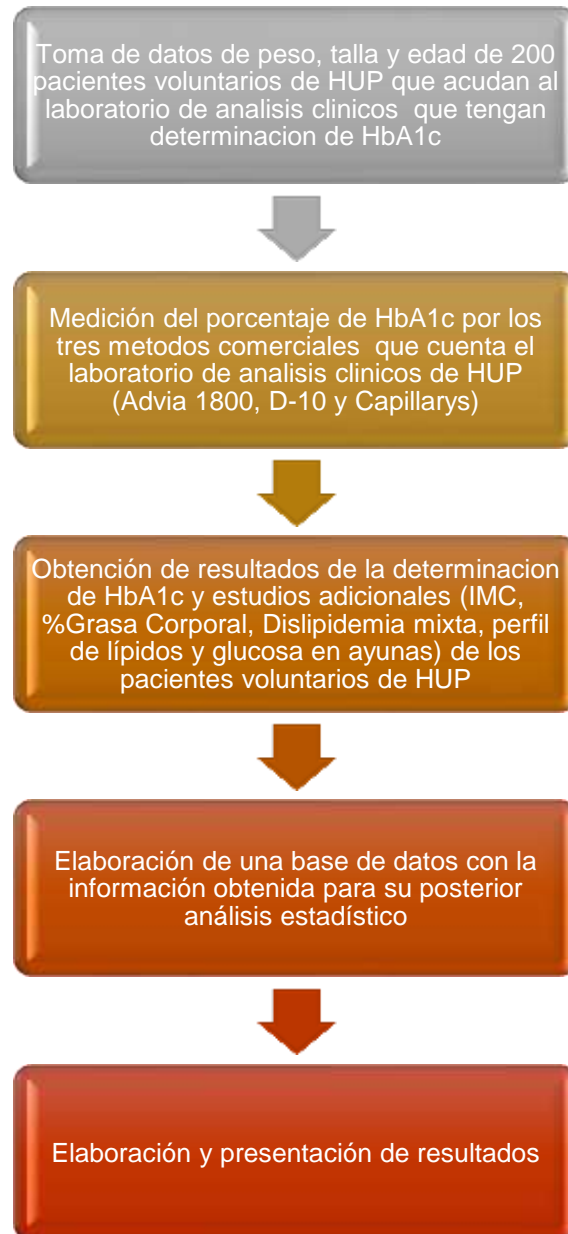 Toma de datos de peso, talla y edad de 200
pacientes voluntarios de HUP que acudan al
laboratorio de analisis clinicos que tengan
determinacion de HbA1c
Medición del porcentaje de HbA1c por los
tres metodos comerciales que cuenta el
laboratorio de analisis clinicos de HUP
(Advia 1800, D-10 y Capillarys)
Obtención de resultados de la determinacion
de HbA1c y estudios adicionales (IMC,
%Grasa Corporal, Dislipidemia mixta, perfil
de lípidos y glucosa en ayunas) de los
pacientes voluntarios de HUP
Elaboración de una base de datos con la
información obtenida para su posterior
análisis estadístico
Elaboración y presentación de resultados